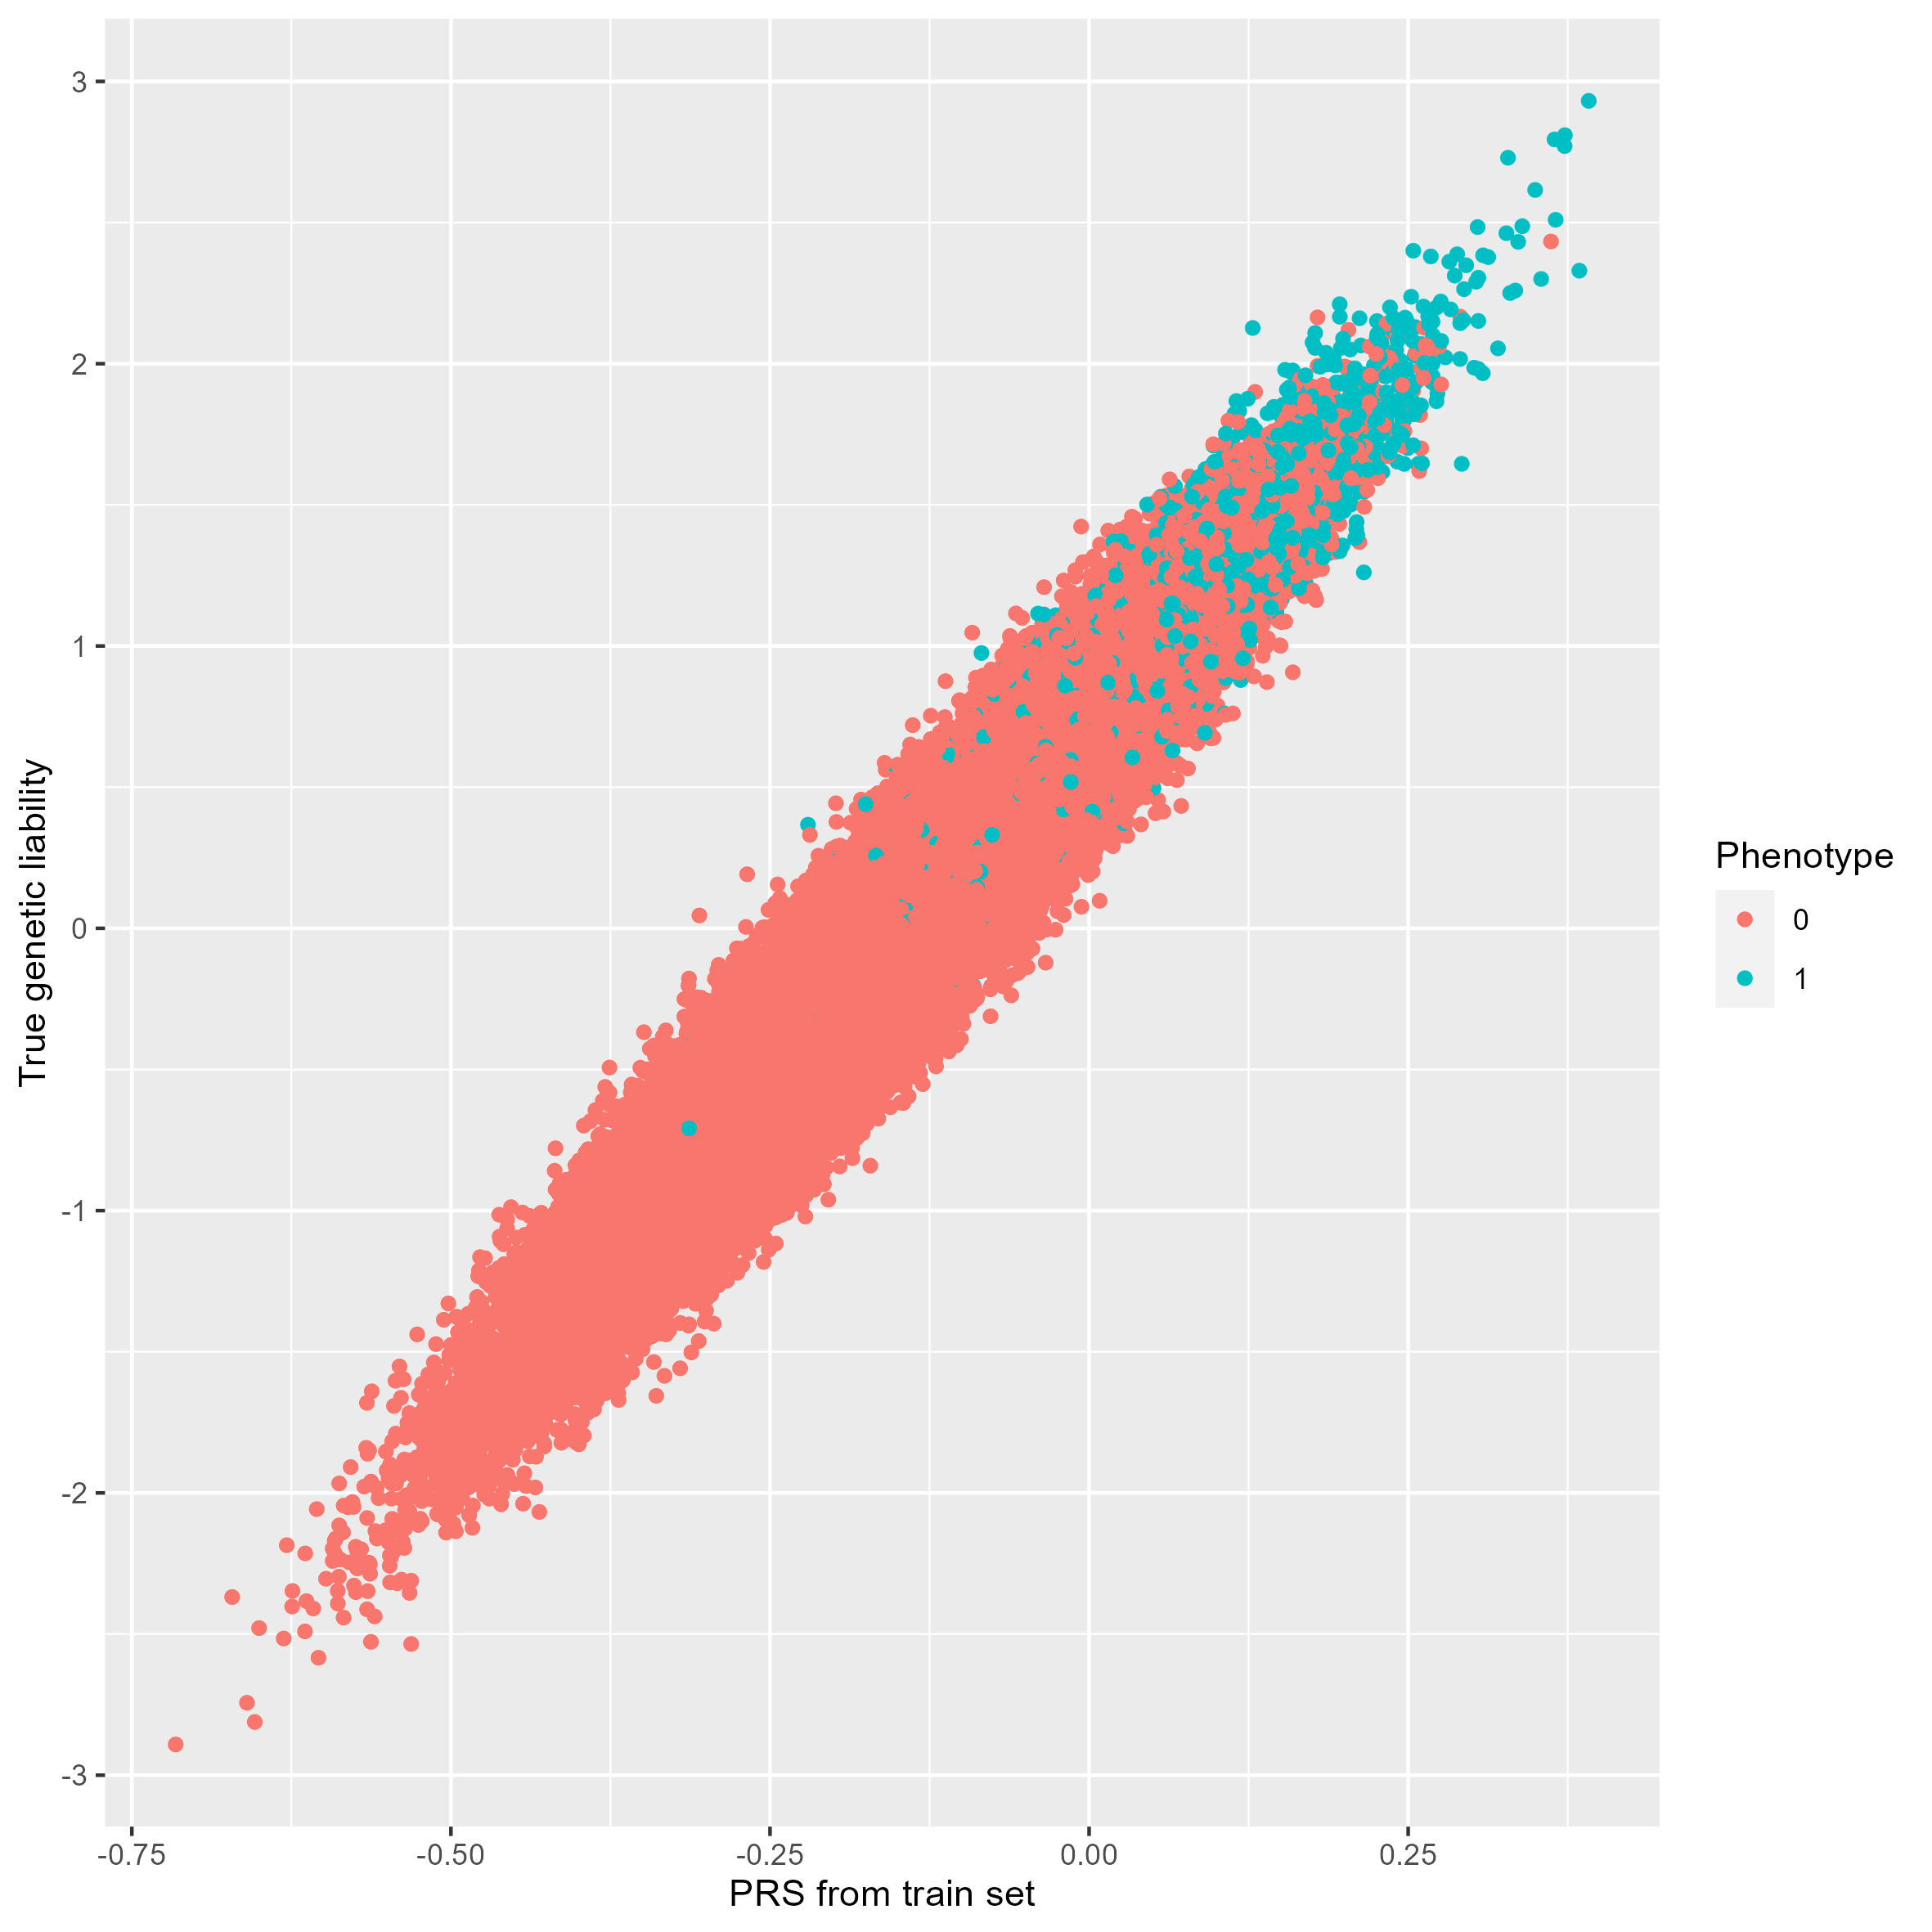 3
2
1
0
-1
-2
-3
True genetic liability
-0.75 -0.50 -0.25 0.00 0.25
PRS from train set
Phenotype
0
1